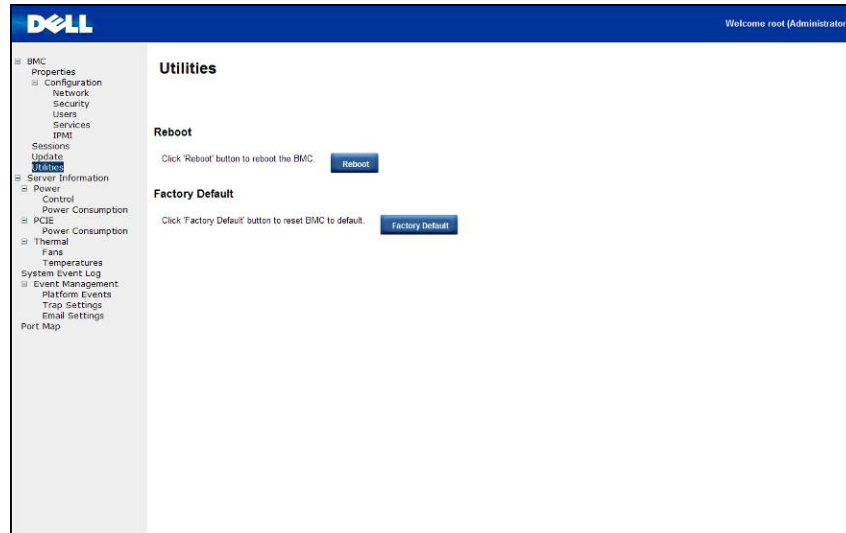 DELL
Welcome root (Administrator
BMC
Properties
Configuration
Network
Security
Users
Services
IPMI
Sessions
Update
Utilities
Server Information
Power
Control
Power Consumption
PCIE
Power Consumption
Thermal
Fans
Temperatures
System Event Log
Event Management
Platform Events
Trap Settings
Email Settings
Port Map
Utilities
Reboot
Click 'Reboot' button to reboot the BMC. Reboot
Factory Default
Click 'Factory Default' button to reset BMC to default. Factory Default